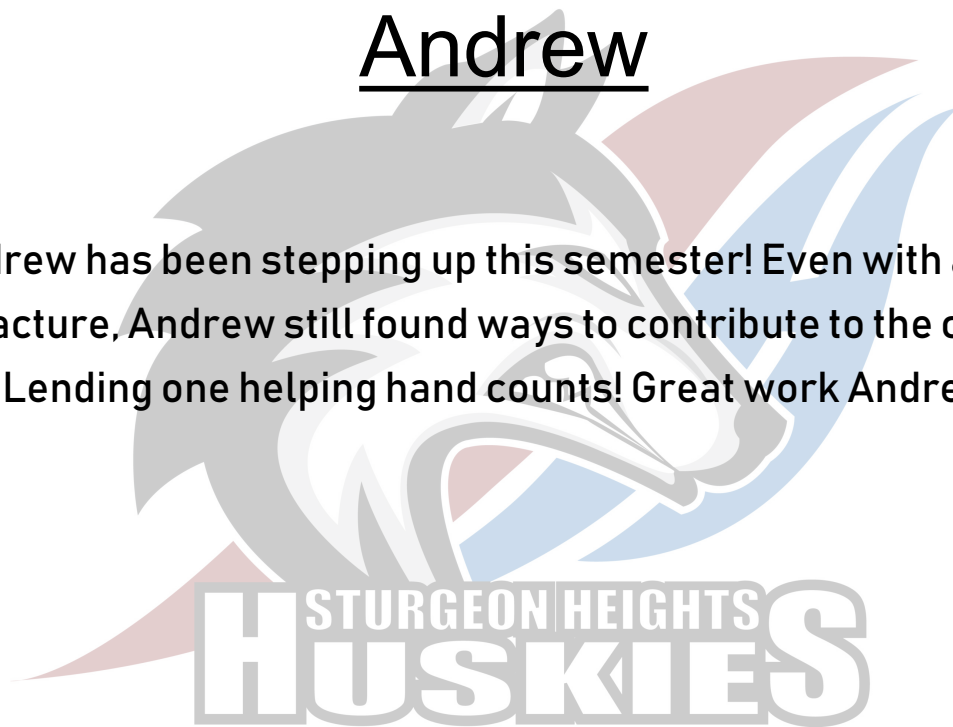 Andrew
drew has been stepping up this semester! Even with
acture, Andrew still found ways to contribute to the
Lending one helping hand counts! Great work Andre
STURGEON HEIGHTS
HUSKIES